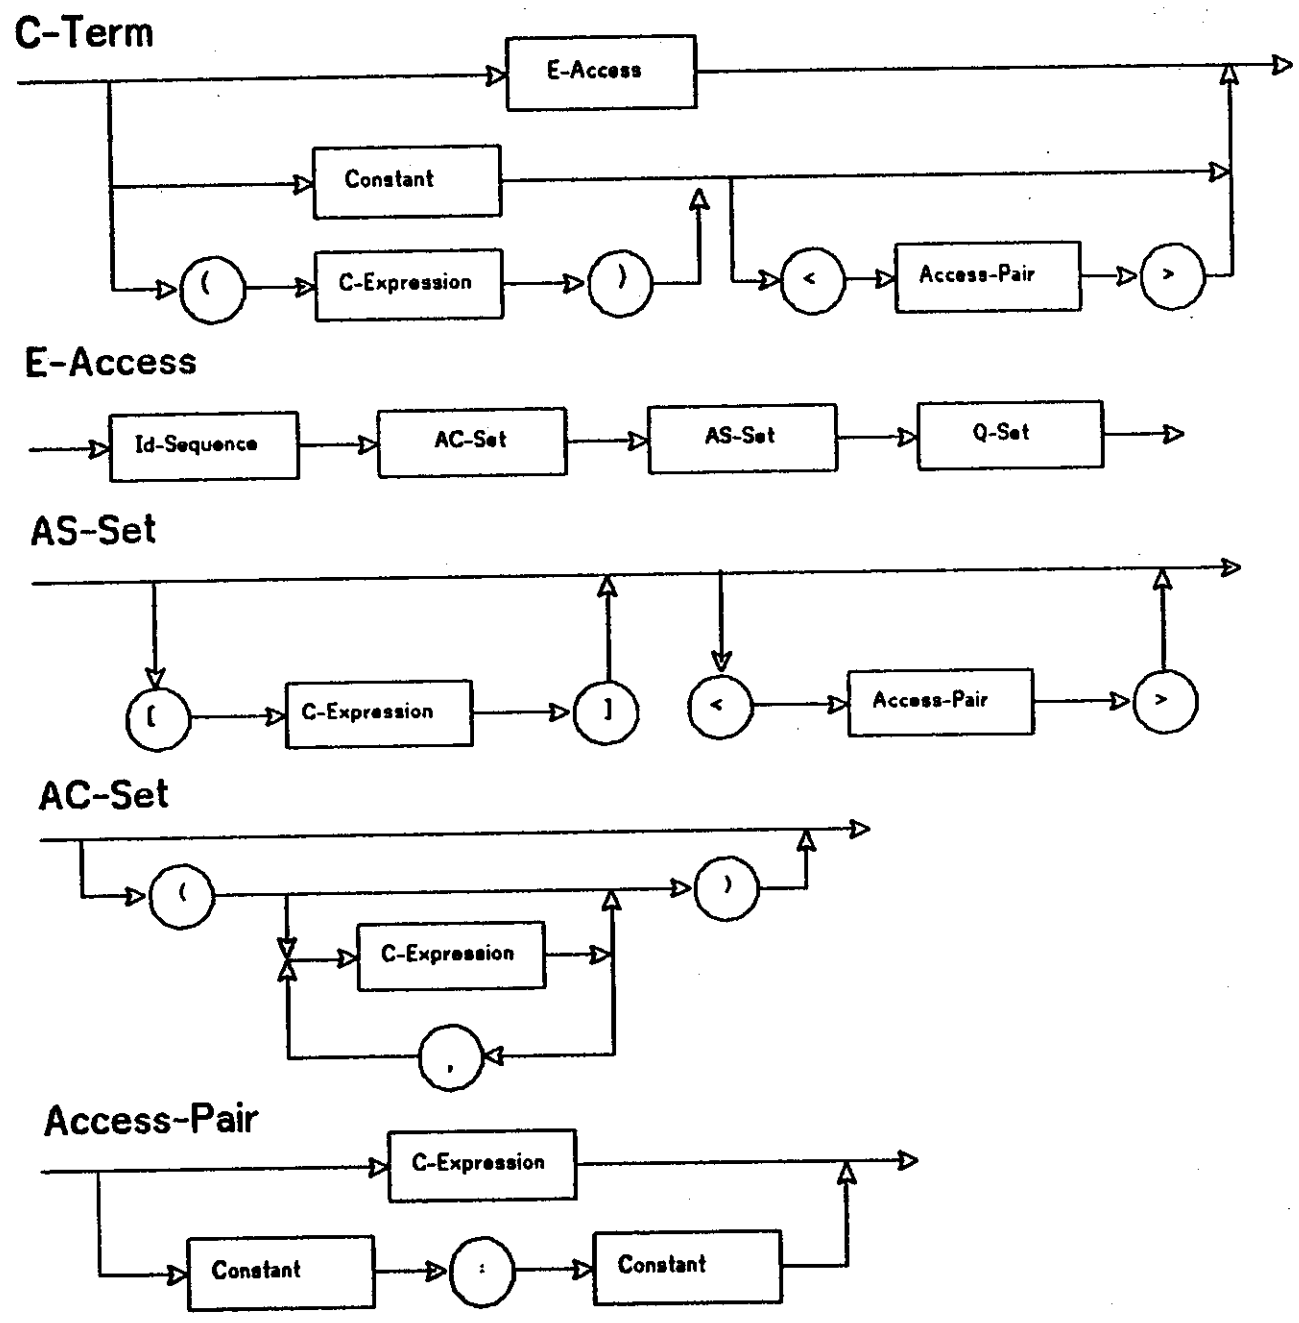 C-Term
E-Access
Constant
( C-Expression ) < Access-Pair >
E-Access
Id-Sequence AC-Set AS-Set Q-Set
AS-Set
[ C-Expression ] < Access-Pair >
AC-Set
( )
C-Expression
,
Access-Pair
C-Expression
Constant : Constant